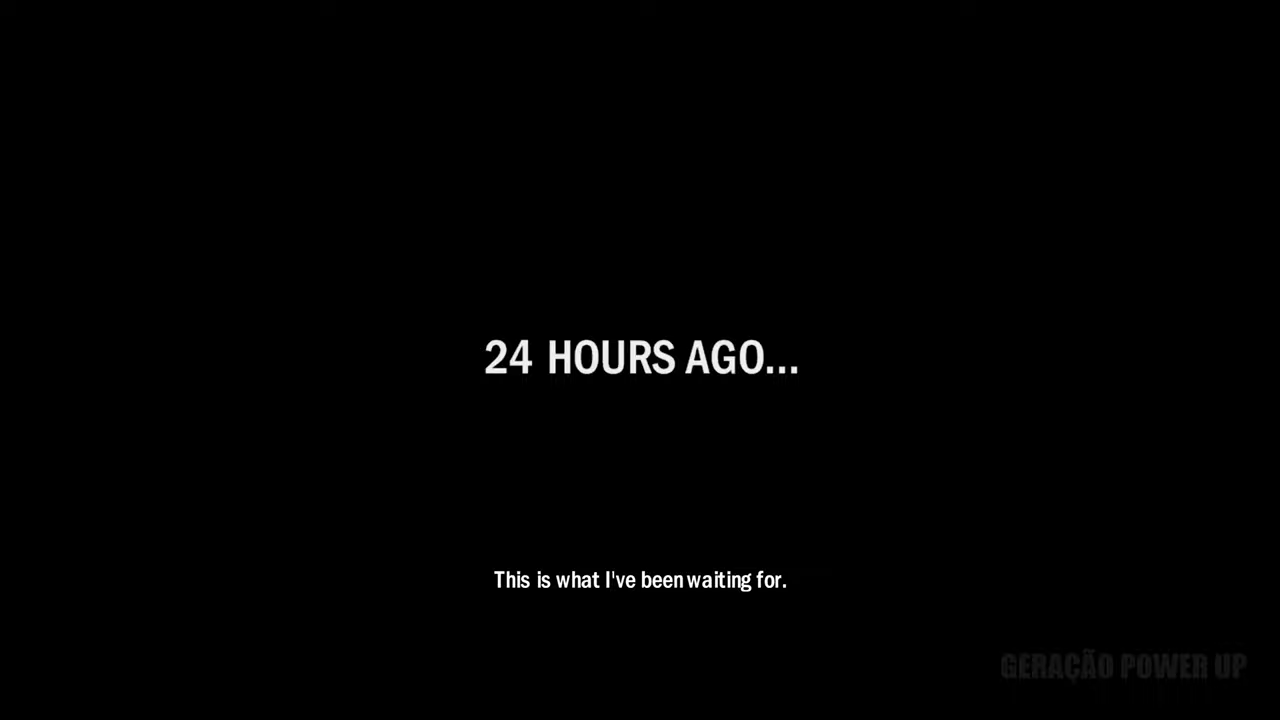 24 HOURS AGO...
This is what I've been waiting for.
GERAÇÃO POWER UP